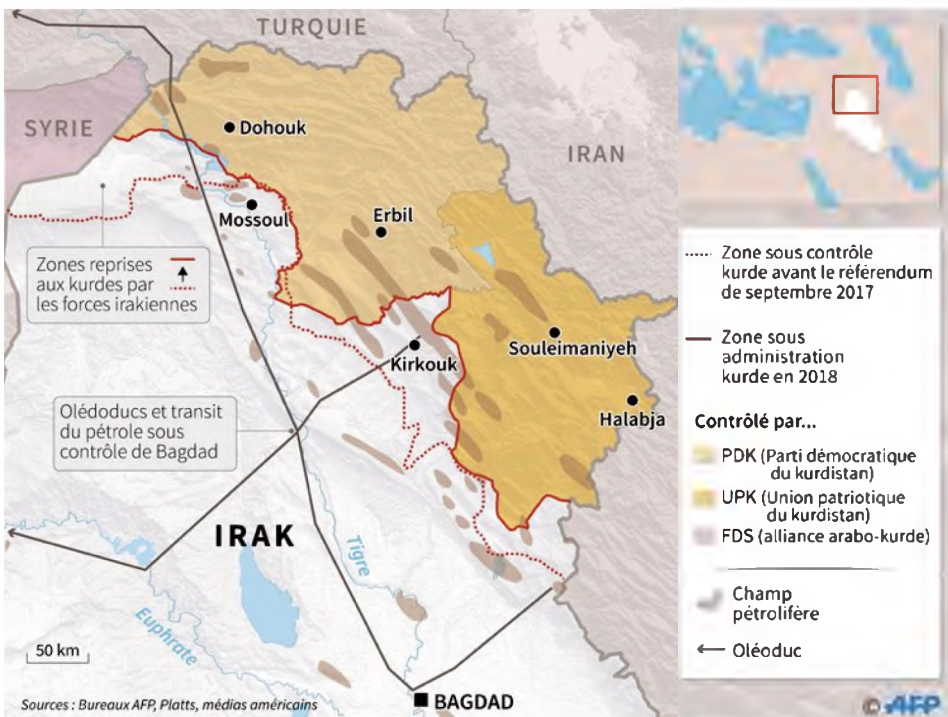 TURQUIE
SYRIE
IRAN
Dohouk
Mossoul
Erbil
Zones reprises
aux kurdes par
les forces irakiennes
Kirkouk
Souleimaniyeh
Halabja
Olédoducs et transit
du pétrole sous
contrôle de Bagdad
IRAK
Tigre
Euphrate
50 km
BAGDAD
Sources : Bureaux AFP, Platts, médias américains
Zone sous contrôle
kurde avant le référendum
de septembre 2017
Zone sous
administration
kurde en 2018
Contrôlé par...
PDK (Parti démocratique
du kurdistan)
UPK (Union patriotique
du kurdistan)
FDS (alliance arabo-kurde)
Champ
pétrolifère
Oléoduc
© AFP